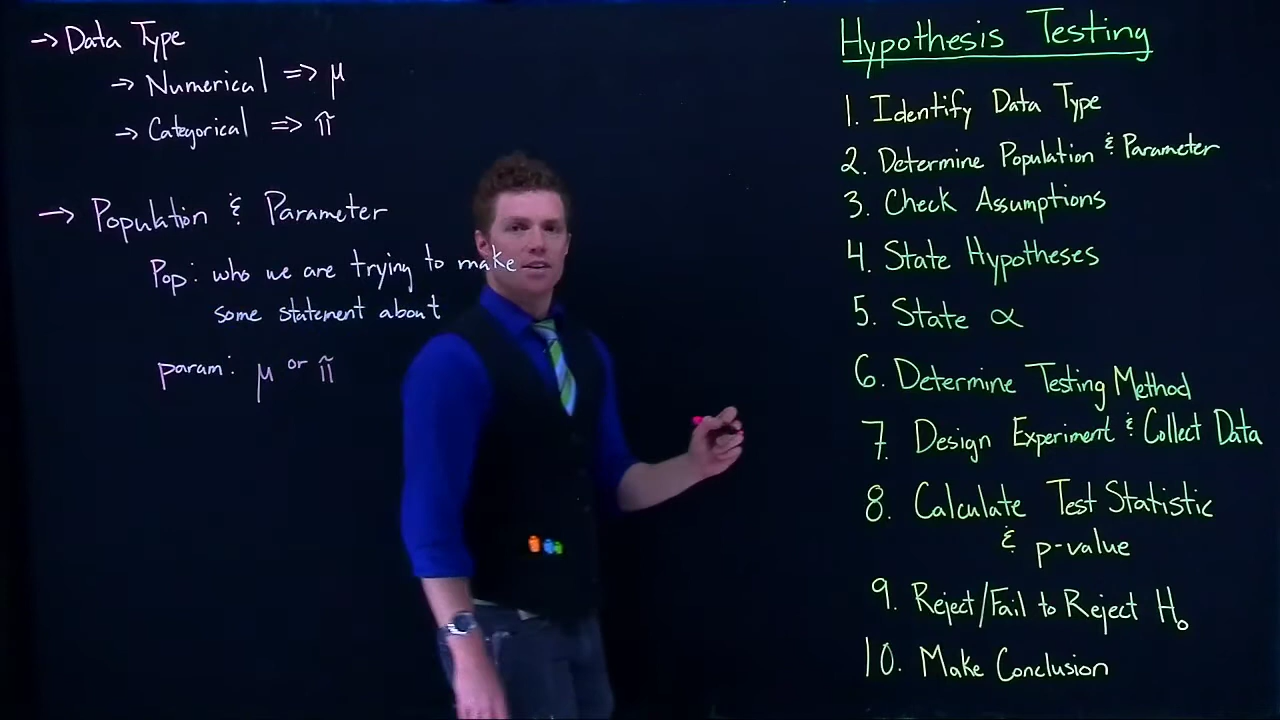 → Data Type
→ Numerical => μ
→ Categorical => π
→ Population & Parameter
Pop: who we are trying to make
some statement about
param: μ or π
Hypothesis Testing
1. Identify Data Type
2. Determine Population & Parameter
3. Check Assumptions
4. State Hypotheses
5. State α
6. Determine Testing Method
7. Design Experiment & Collect Data
8. Calculate Test Statistic
& p-value
9. Reject/Fail to Reject H₀
10. Make Conclusion